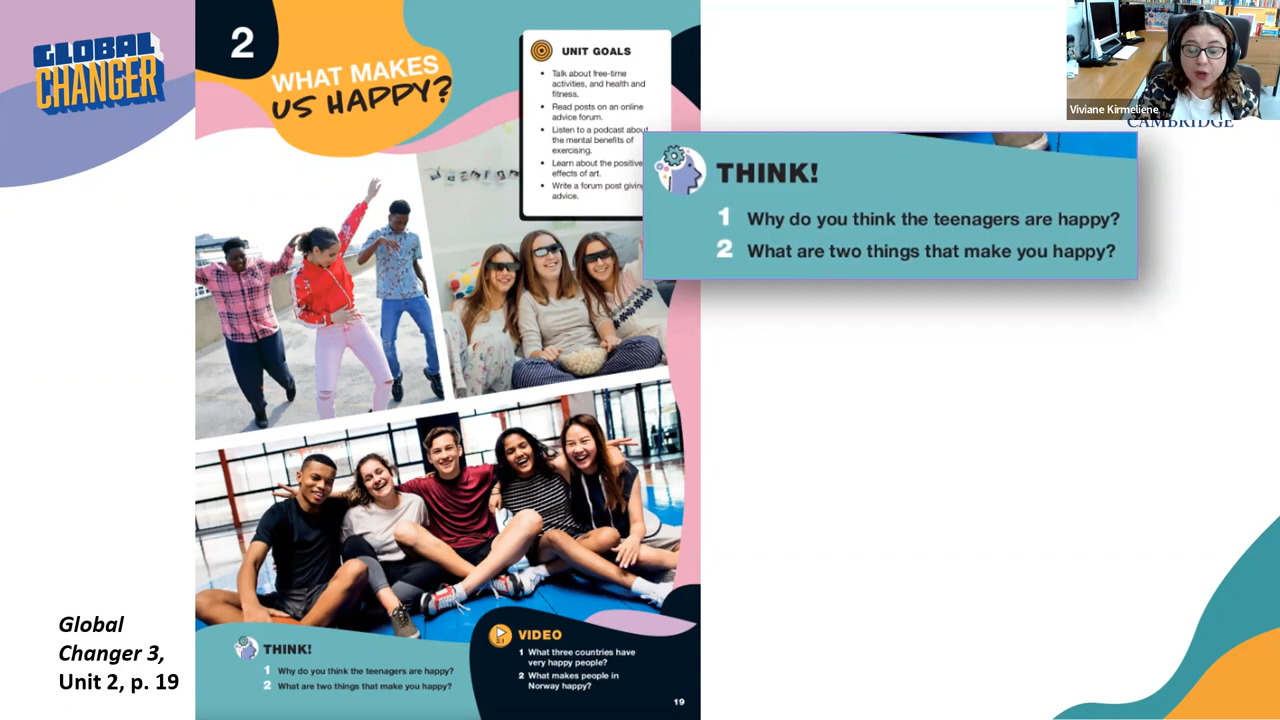 GLOBAL
CHANGER
2
WHAT MAKES
US HAPPY?
UNIT GOALS
• Talk about free-time
activities, and health and
fitness.
• Read posts on an online
advice forum.
• Listen to a podcast about
the mental benefits of
exercising.
• Learn about the positive
effects of art.
• Write a forum post giving
advice.
Viviane Kirmeliene
CAMBRIDGE
THINK!
1 Why do you think the teenagers are happy?
2 What are two things that make you happy?
Global
Changer 3,
Unit 2, p. 19
THINK!
1 Why do you think the teenagers are happy?
2 What are two things that make you happy?
2.1
VIDEO
1 What three countries have
very happy people?
2 What makes people in
Norway happy?
19